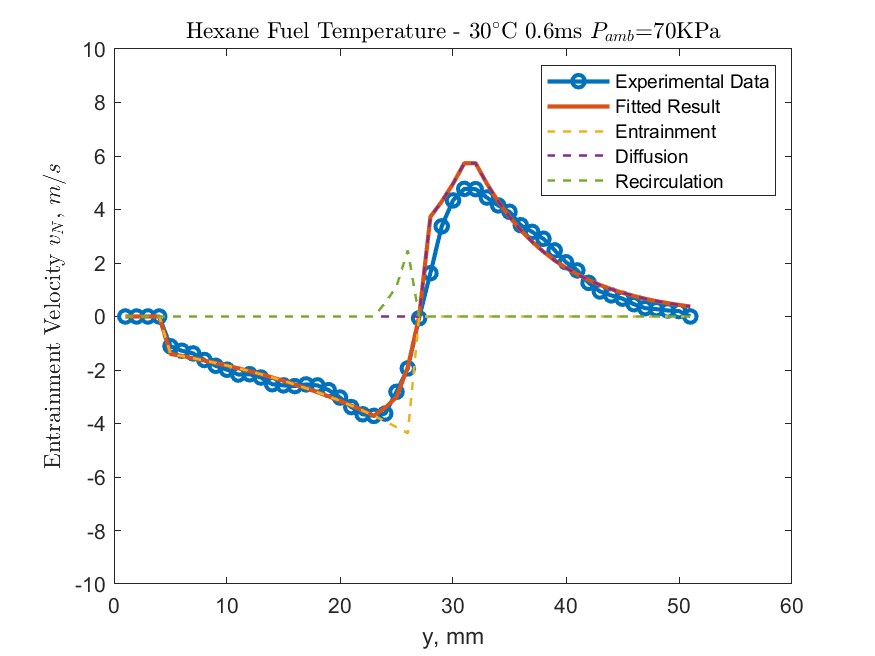 Hexane Fuel Temperature - 30°C 0.6ms P_amb=70KPa
Entrainment Velocity v_N, m/s
10
8
6
4
2
0
-2
-4
-6
-8
-10
Experimental Data
Fitted Result
Entrainment
Diffusion
Recirculation
0 10 20 30 40 50 60
y, mm